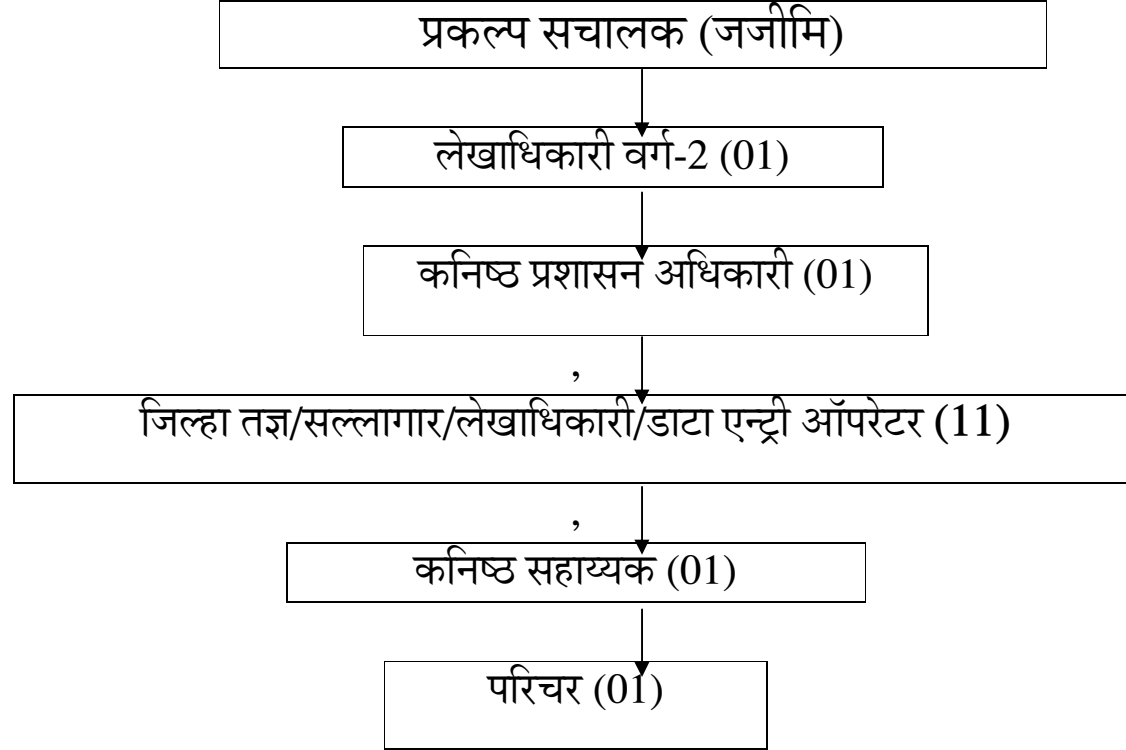 प्रकल्प सचालक (जजीमि)
लेखाधिकारी वर्ग-2 (01)
कनिष्ठ प्रशासन अधिकारी (01)
,
जिल्हा तज्ञ/सल्लागार/लेखाधिकारी/डाटा एन्ट्री ऑपरेटर (11)
,
कनिष्ठ सहाय्यक (01)
परिचर (01)